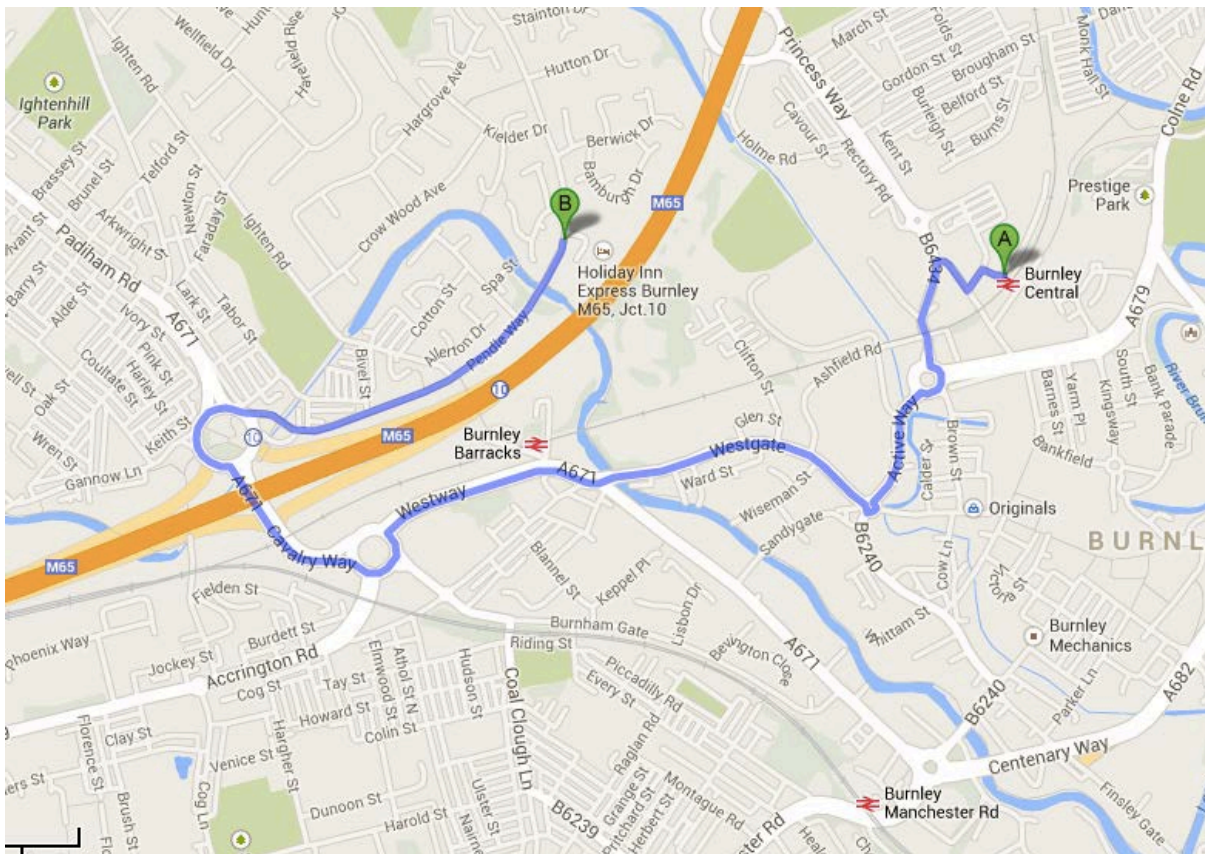 Stainton Dr
Ighten Rd
Wellfield Dr
Hutton Dr
Hargrove Ave
Princess Way
March St
Folds St
Brougham St
Gordon St
Belford St
Burleigh St
Burns St
Monk Hall St
Colne Rd
Ightenhill
Park
Kielder Dr
Berwick Dr
Bamburgh Dr
Holme Rd
Cavour St
Rectory Rd
Kent St
Brassey St
Brunel St
Telford St
Newton St
Arkwright St
Faraday St
Ighten Rd
Crow Wood Ave
B
M65
Prestige
Park
A
B6434
Burnley
Central
Padiham Rd
Barry St
Alder St
Lark St
Tabor St
Spa St
Cotton St
Holiday Inn
Express Burnley
M65, Jct.10
A679
A671
Ivory St
Pink St
Harley St
Coultate St
Oak St
Allerton Dr
Pendle Way
Bivel St
Clifton St
Ashfield Rd
River Brun
10
Keith St
Wren St
10
M65
Burnley
Barracks
Glen St
Westgate
Active Way
Calder St
Brown St
Barnes St
Yarm Pl
Kingsway
South St
Bank Parade
Bankfield
Gannow Ln
A671
Westway
A671
Ward St
Wiseman St
Sandygate
Originals
Cavalry Way
B6240
Cow Ln
BURNL
M65
Fielden St
Blannel St
Keppel Pl
Lisbon Dr
Whittam St
Victoria St
Burnley
Mechanics
Phoenix Way
Burdett St
Jockey St
Accrington Rd
Burnham Gate
Riding St
Bevington Close
A671
Parker Ln
A682
Cog St
Tay St
Elmwood St
Athol St N
Hudson St
Coal Clough Ln
Every St
Piccadilly Rd
B6240
Howard St
Colin St
Raglan Rd
Centenary Way
Florence St
Clay St
Hargher St
Venice St
Cog Ln
Brush St
Dunoon St
Harold St
Ulster St
B6239
Grange St
Pritchard St
Herbert St
Montague Rd
Burnley
Manchester Rd
Finsley Gate